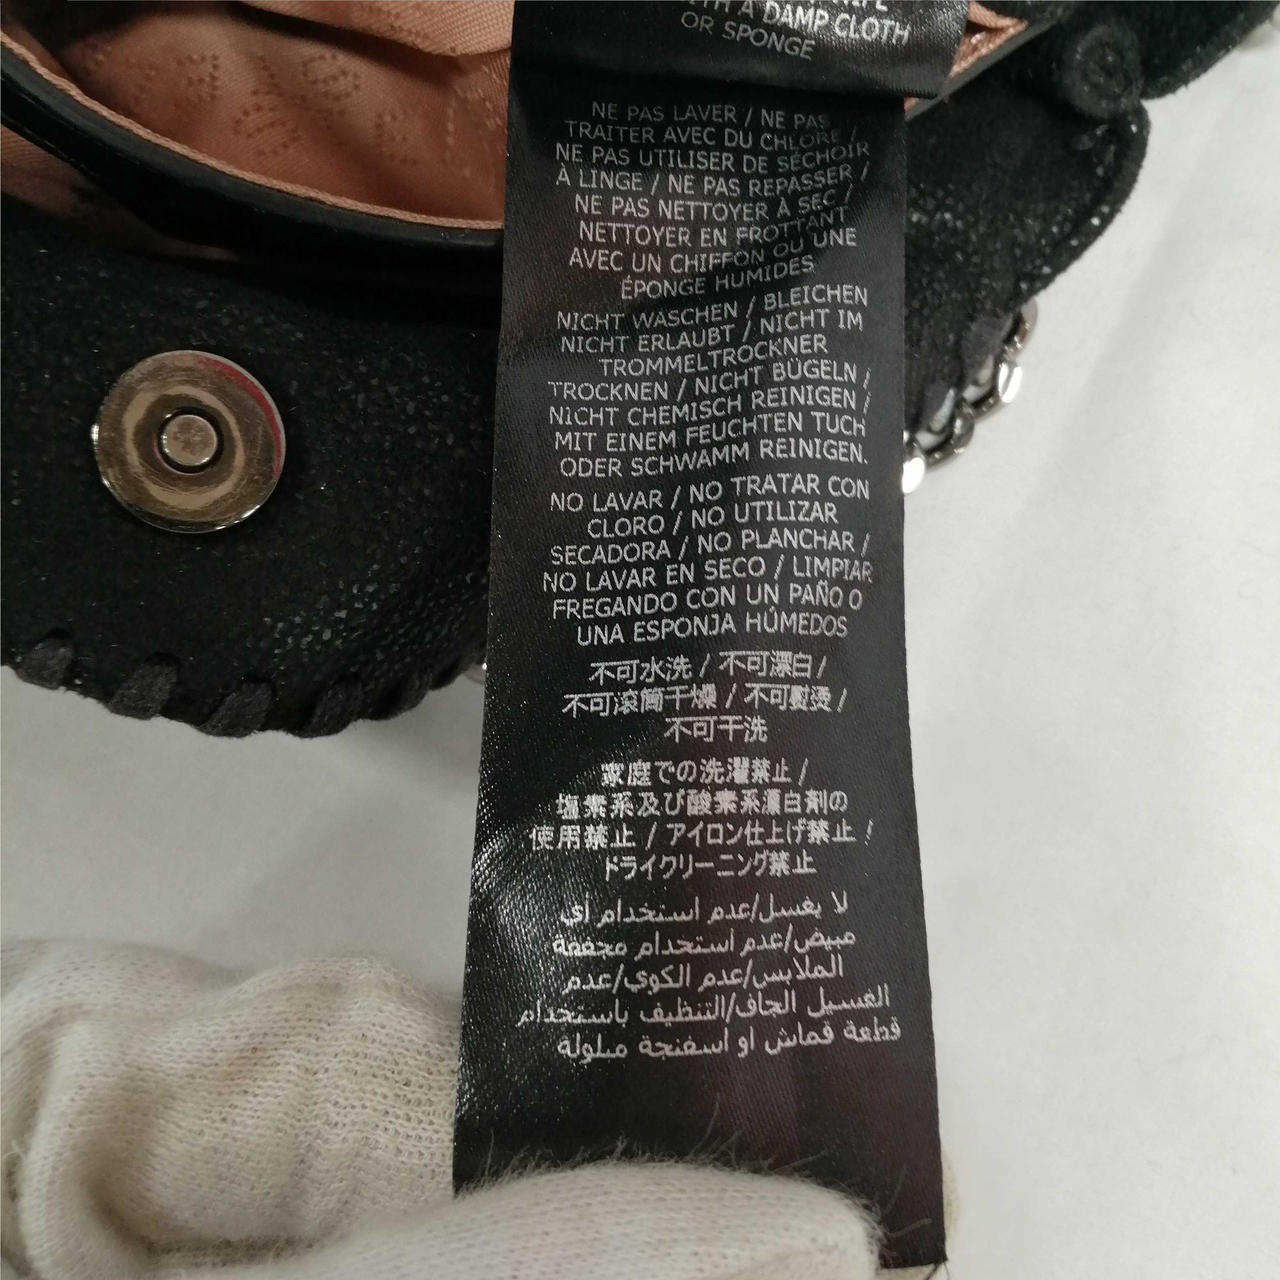 WITH A DAMP CLOTH
OR SPONGE
NE PAS LAVER / NE PAS
TRAITER AVEC DU CHLORE /
NE PAS UTILISER DE SÉCHOIR
À LINGE / NE PAS REPASSER /
NE PAS NETTOYER À SEC /
NETTOYER EN FROTTANT
AVEC UN CHIFFON OU UNE
ÉPONGE HUMIDES
NICHT WASCHEN / BLEICHEN
NICHT ERLAUBT / NICHT IM
TROMMELTROCKNER
TROCKNEN / NICHT BÜGELN /
NICHT CHEMISCH REINIGEN /
MIT EINEM FEUCHTEN TUCH
ODER SCHWAMM REINIGEN.
NO LAVAR / NO TRATAR CON
CLORO / NO UTILIZAR
SECADORA / NO PLANCHAR /
NO LAVAR EN SECO / LIMPIAR
FREGANDO CON UN PAÑO O
UNA ESPONJA HÚMEDOS
不可水洗 / 不可漂白 /
不可滾筒干燥 / 不可熨燙 /
不可干洗
家庭での洗濯禁止 /
塩素系及び酸素系漂白剤の
使用禁止 / アイロン仕上げ禁止 /
ドライクリーニング禁止
لا يغسل/عدم استخدام اي
مبيض/عدم استخدام مجففة
الملابس/عدم الكوي/عدم
الغسيل الجاف/التنظيف باستخدام
قطعة قماش او اسفنجة مبلولة